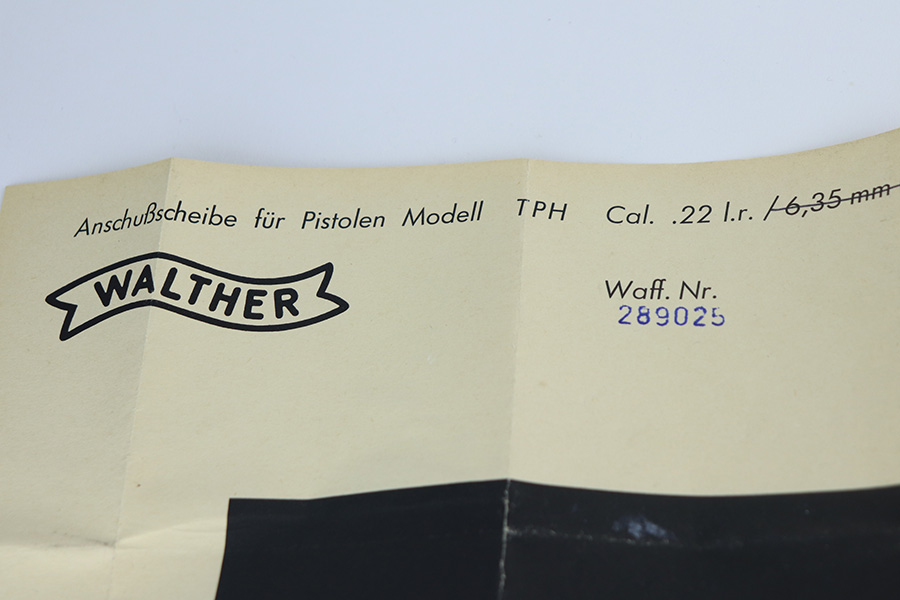 Anschußscheibe für Pistolen Modell TPH Cal. .22 l.r. / 6,35 mm
WALTHER
Waff. Nr.
289025